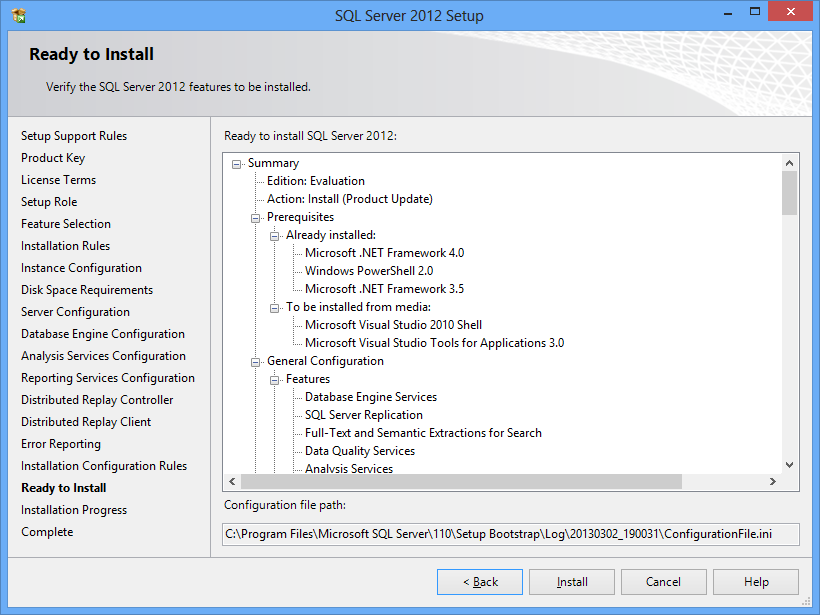 SQL Server 2012 Setup
Ready to Install
Verify the SQL Server 2012 features to be installed.
Setup Support Rules
Product Key
License Terms
Setup Role
Feature Selection
Installation Rules
Instance Configuration
Disk Space Requirements
Server Configuration
Database Engine Configuration
Analysis Services Configuration
Reporting Services Configuration
Distributed Replay Controller
Distributed Replay Client
Error Reporting
Installation Configuration Rules
Ready to Install
Installation Progress
Complete
Ready to install SQL Server 2012:
Summary
Edition: Evaluation
Action: Install (Product Update)
Prerequisites
Already installed:
Microsoft .NET Framework 4.0
Windows PowerShell 2.0
Microsoft .NET Framework 3.5
To be installed from media:
Microsoft Visual Studio 2010 Shell
Microsoft Visual Studio Tools for Applications 3.0
General Configuration
Features
Database Engine Services
SQL Server Replication
Full-Text and Semantic Extractions for Search
Data Quality Services
Analysis Services
Configuration file path:
C:\Program Files\Microsoft SQL Server\110\Setup Bootstrap\Log\20130302_190031\ConfigurationFile.ini
< Back
Install
Cancel
Help